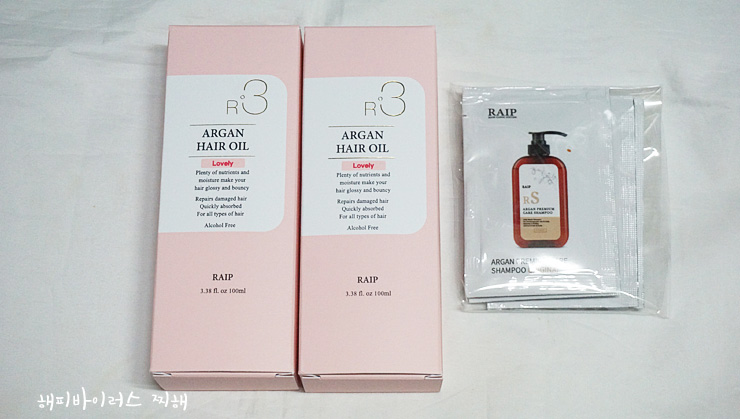 R°3
ARGAN
HAIR OIL
Lovely
Plenty of nutrients and
moisture make your
hair glossy and bouncy
Repairs damaged hair
Quickly absorbed
For all types of hair
Alcohol Free
RAIP
3.38 fl. oz 100ml
R°3
ARGAN
HAIR OIL
Lovely
Plenty of nutrients and
moisture make your
hair glossy and bouncy
Repairs damaged hair
Quickly absorbed
For all types of hair
Alcohol Free
RAIP
3.38 fl. oz 100ml
RAIP
RAIP
RS
ARGAN PREMIUM
CARE SHAMPOO
ARGAN
SHAMPOO
해피바이러스 찌해